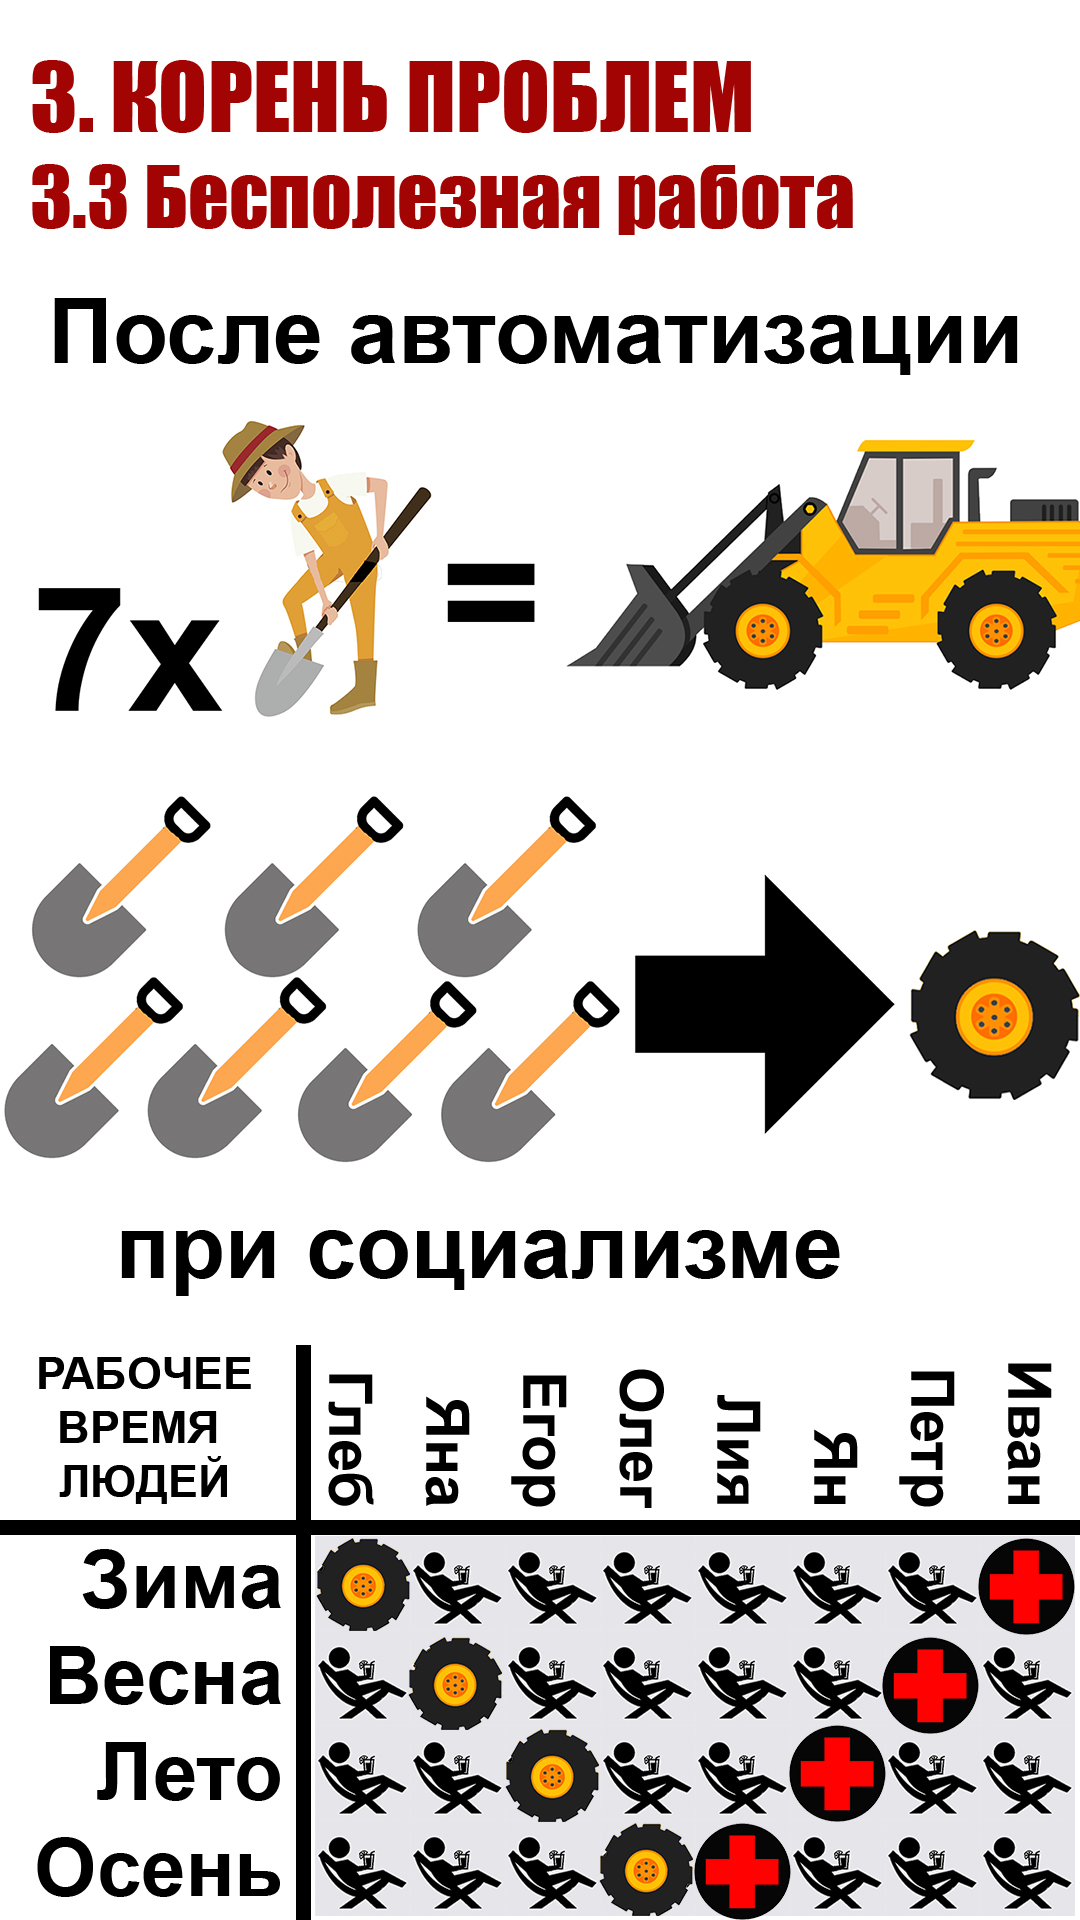 3. КОРЕНЬ ПРОБЛЕМ
3.3 Бесполезная работа
После автоматизации
7x
=
при социализме
РАБОЧЕЕ
ВРЕМЯ
ЛЮДЕЙ
Глеб
Яна
Егор
Олег
Лия
Ян
Петр
Иван
Зима
Весна
Лето
Осень